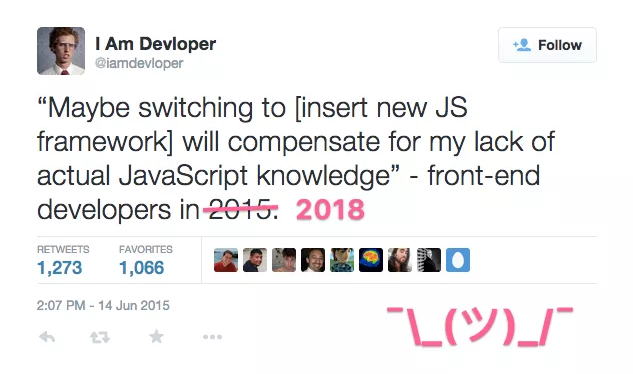 I Am Devloper
@iamdevloper
Follow
“Maybe switching to [insert new JS
framework] will compensate for my lack of
actual JavaScript knowledge” - front-end
developers in 2015. 2018
RETWEETS FAVORITES
1,273 1,066
2:07 PM - 14 Jun 2015
¯\_(ツ)_/¯